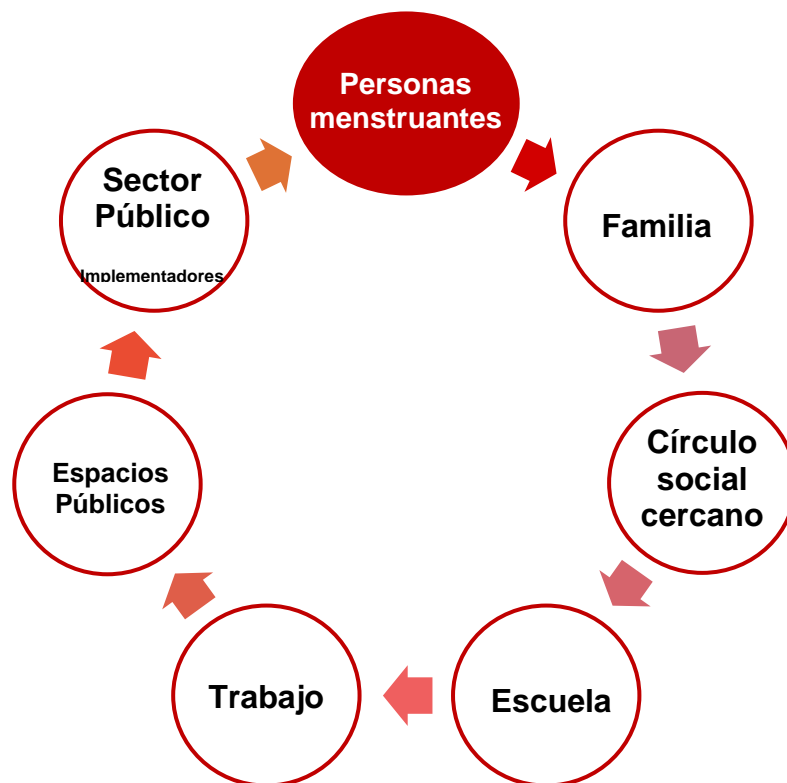 Personas
menstruantes
Familia
Círculo
social
cercano
Escuela
Trabajo
Espacios
Públicos
Sector
Público
Implementadores